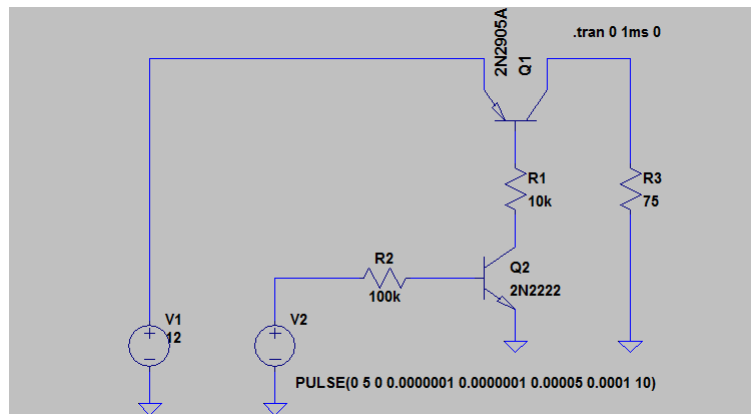 2N2905A
Q1
.tran 0 1ms 0
R1
10k
R3
75
R2
100k
Q2
2N2222
V1
12
V2
PULSE(0 5 0 0.0000001 0.0000001 0.00005 0.0001 10)